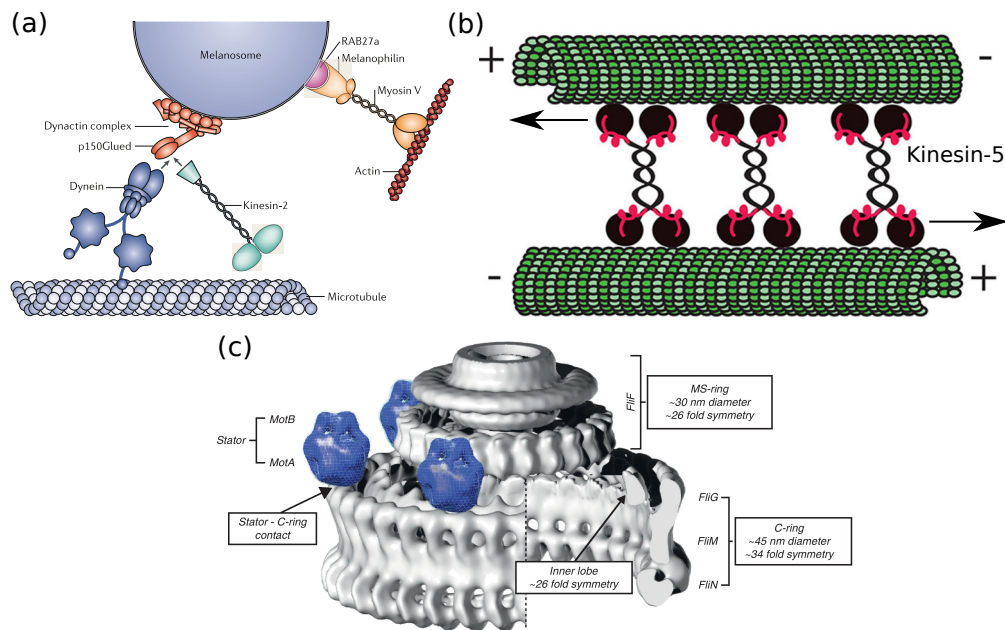 (a)
Melanosome
RAB27a
Melanophilin
Myosin V
Dynactin complex
p150Glued
Actin
Dynein
Kinesin-2
Microtubule
(b)
+
-
Kinesin-5
-
+
(c)
FliF
MS-ring
~30 nm diameter
~26 fold symmetry
Stator
MotB
MotA
Stator - C-ring
contact
Inner lobe
~26 fold symmetry
FliG
FliM
FliN
C-ring
~45 nm diameter
~34 fold symmetry